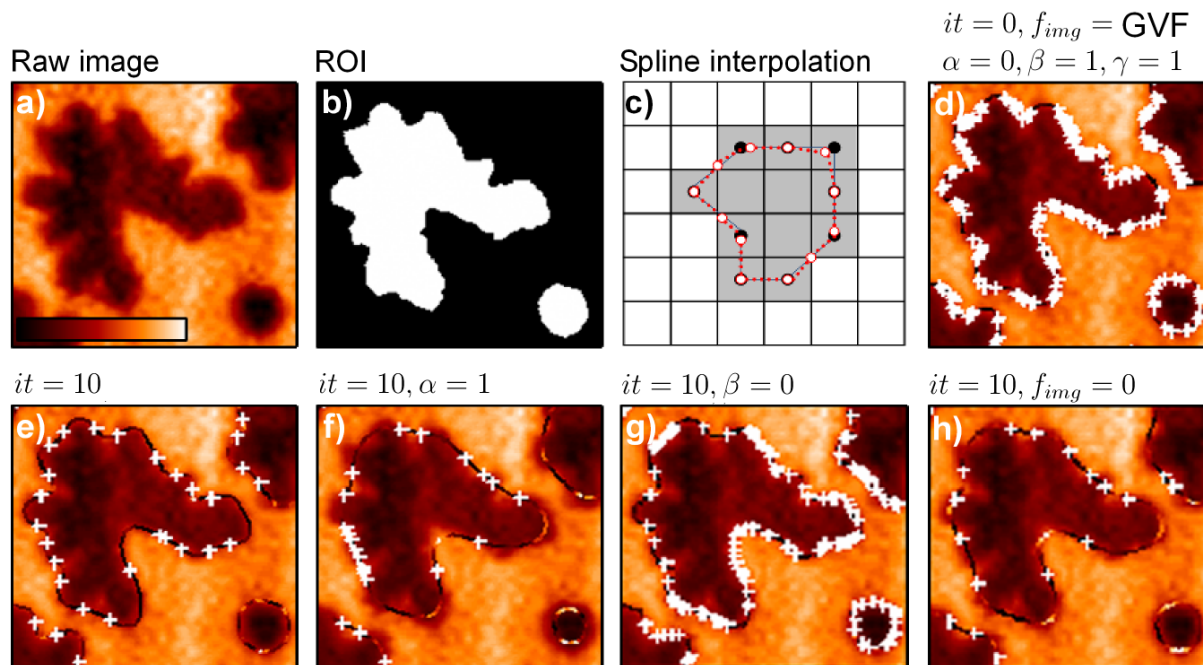 it = 0, f_img = GVF
Raw image ROI Spline interpolation α = 0, β = 1, γ = 1
a) b) c) d)
it = 10 it = 10, α = 1 it = 10, β = 0 it = 10, f_img = 0
e) f) g) h)